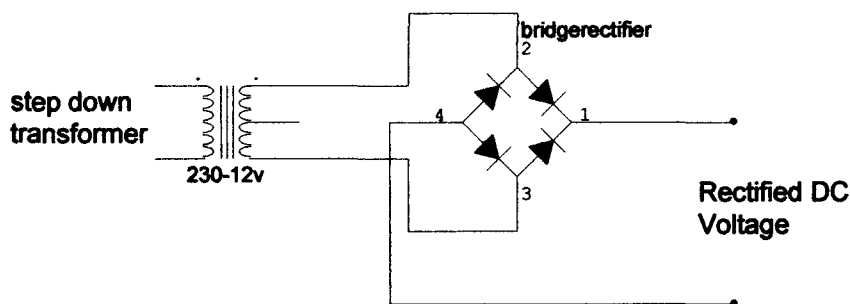 bridgerectifier
2
step down
transformer
4
1
230-12v
3
Rectified DC
Voltage